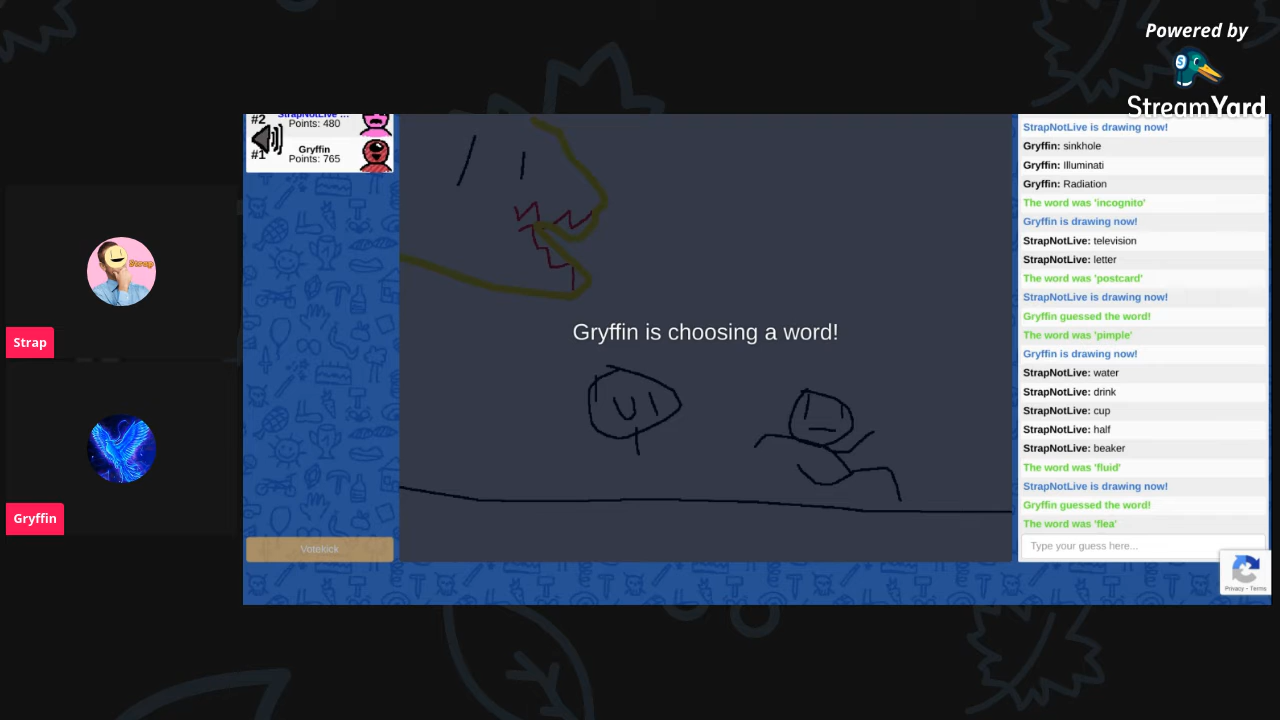 Powered by
StreamYard
#2
StrapNotLive ...
Points: 480
#1
Gryffin
Points: 765
Gryffin is choosing a word!
Votekick
StrapNotLive is drawing now!
Gryffin: sinkhole
Gryffin: Illuminati
Gryffin: Radiation
The word was 'incognito'
Gryffin is drawing now!
StrapNotLive: television
StrapNotLive: letter
The word was 'postcard'
StrapNotLive is drawing now!
Gryffin guessed the word!
The word was 'pimple'
Gryffin is drawing now!
StrapNotLive: water
StrapNotLive: drink
StrapNotLive: cup
StrapNotLive: half
StrapNotLive: beaker
The word was 'fluid'
StrapNotLive is drawing now!
Gryffin guessed the word!
The word was 'flea'
Type your guess here...
Privacy - Terms
Strap
Strap
Gryffin